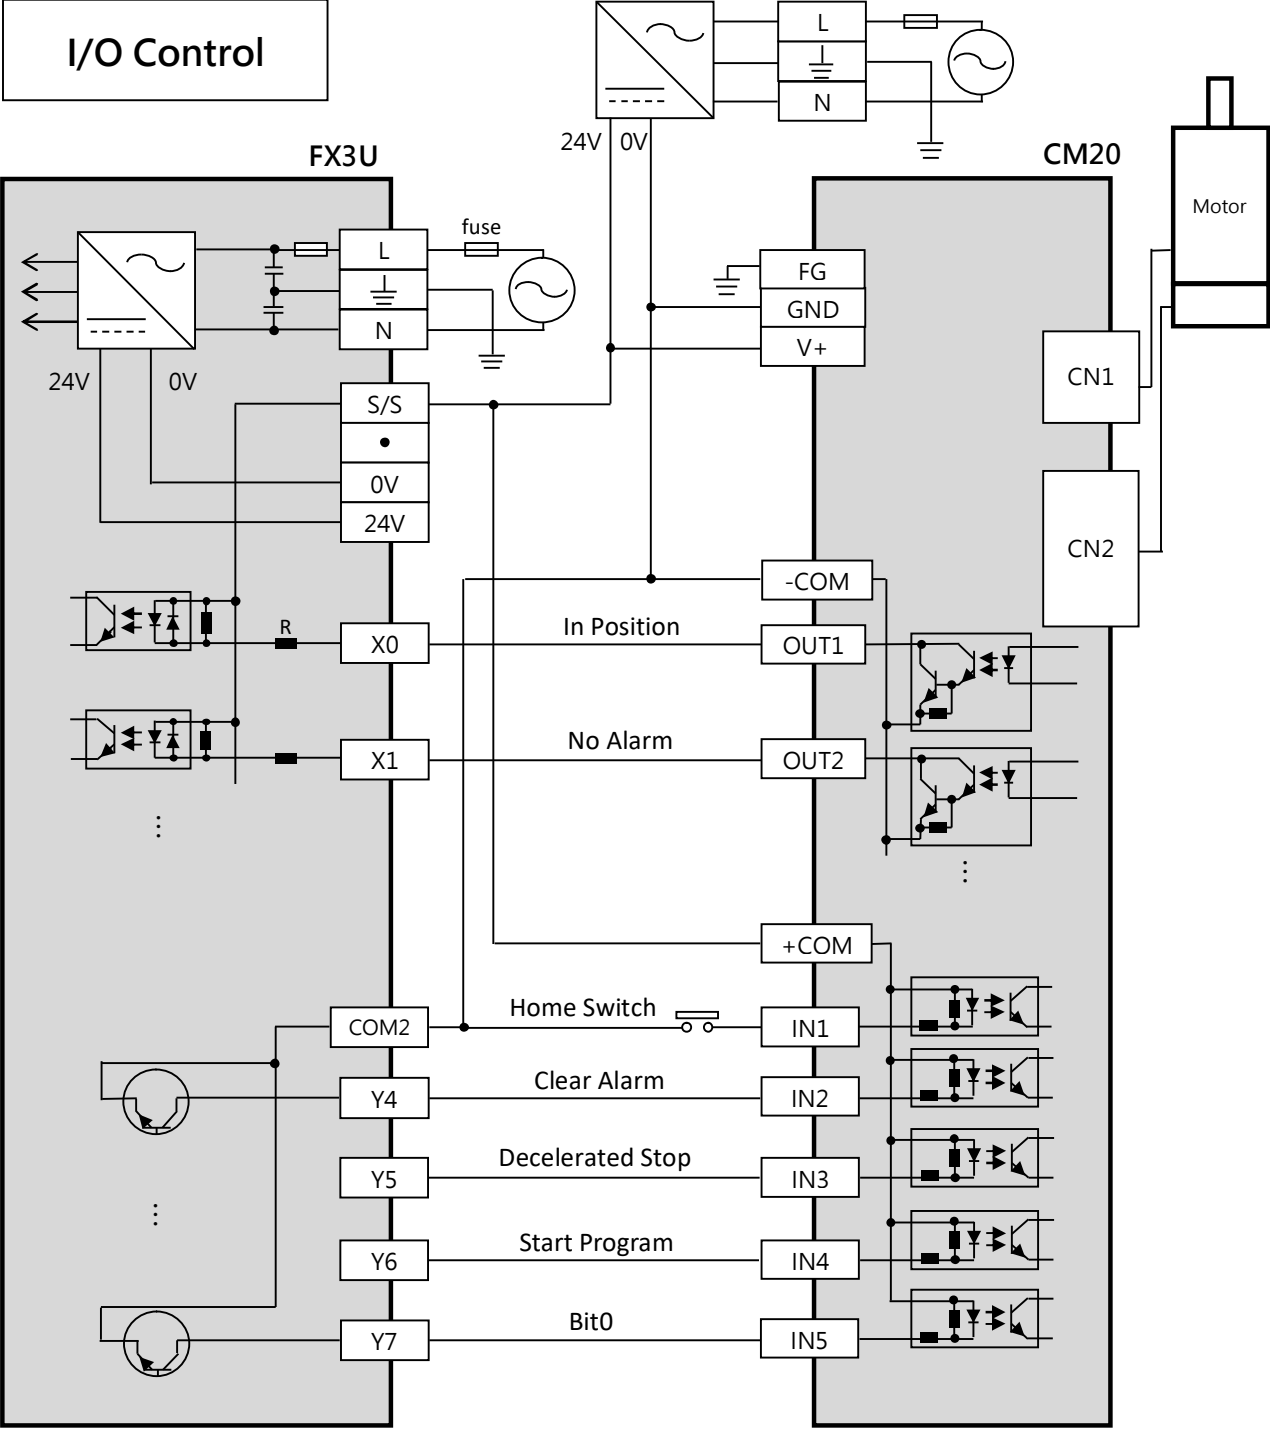 I/O Control
L
N
24V 0V
FX3U
CM20
Motor
fuse
L
N
FG
GND
V+
24V
0V
S/S
0V
24V
CN1
CN2
-COM
R
X0
In Position
OUT1
X1
No Alarm
OUT2
+COM
COM2
Home Switch
IN1
Y4
Clear Alarm
IN2
Y5
Decelerated Stop
IN3
Y6
Start Program
IN4
Y7
Bit0
IN5